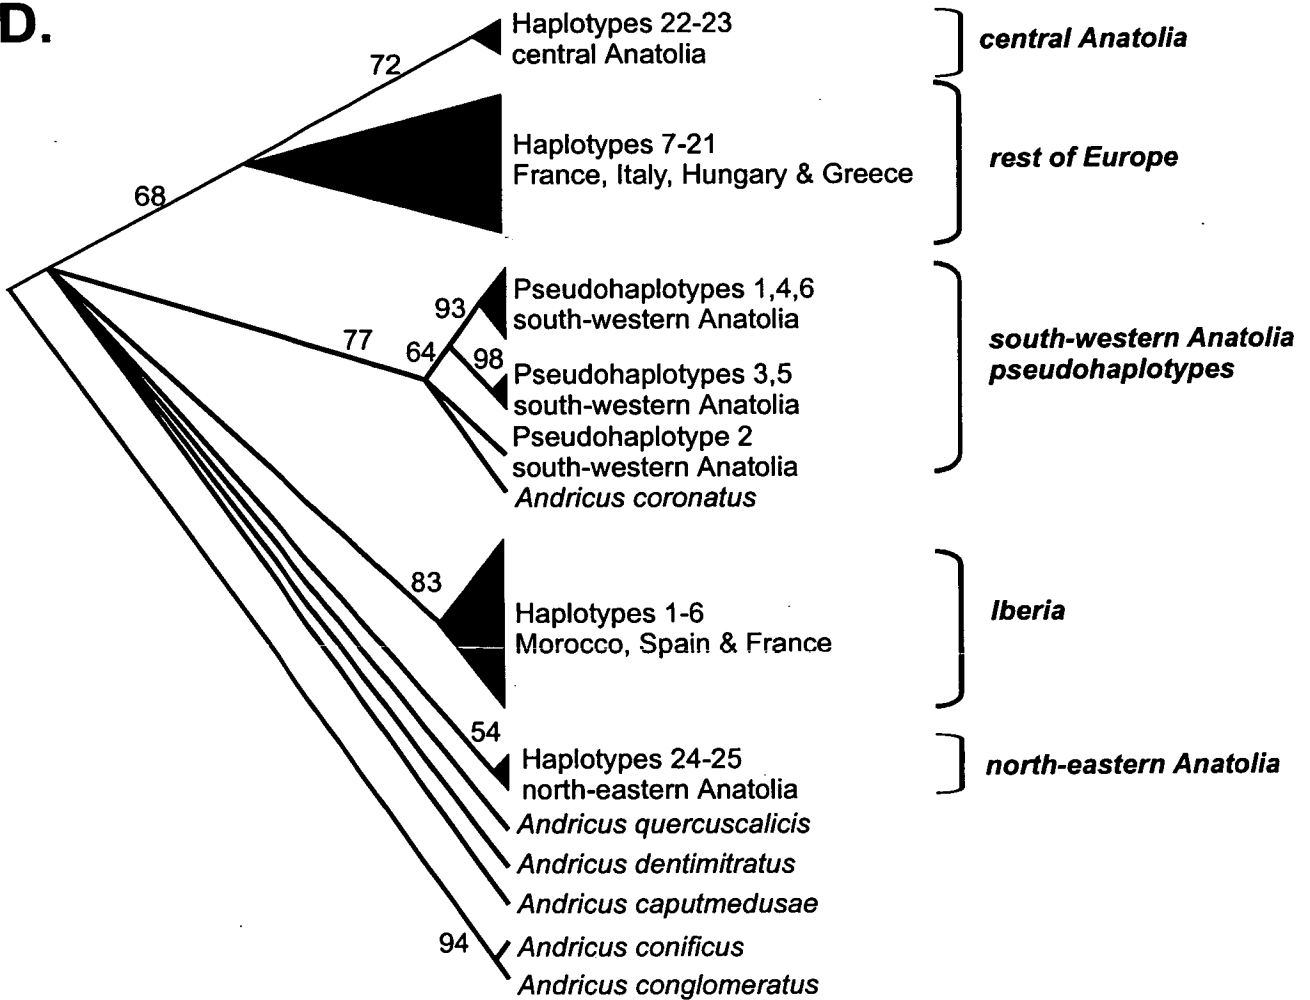 D.
Haplotypes 22-23
central Anatolia
central Anatolia
72
Haplotypes 7-21
France, Italy, Hungary & Greece
rest of Europe
68
Pseudohaplotypes 1,4,6
south-western Anatolia
93
77
64
98
south-western Anatolia
pseudohaplotypes
Pseudohaplotypes 3,5
south-western Anatolia
Pseudohaplotype 2
south-western Anatolia
Andricus coronatus
83
Haplotypes 1-6
Morocco, Spain & France
Iberia
54
Haplotypes 24-25
north-eastern Anatolia
north-eastern Anatolia
Andricus quercuscalicis
Andricus dentimitratus
Andricus caputmedusae
94
Andricus conificus
Andricus conglomeratus